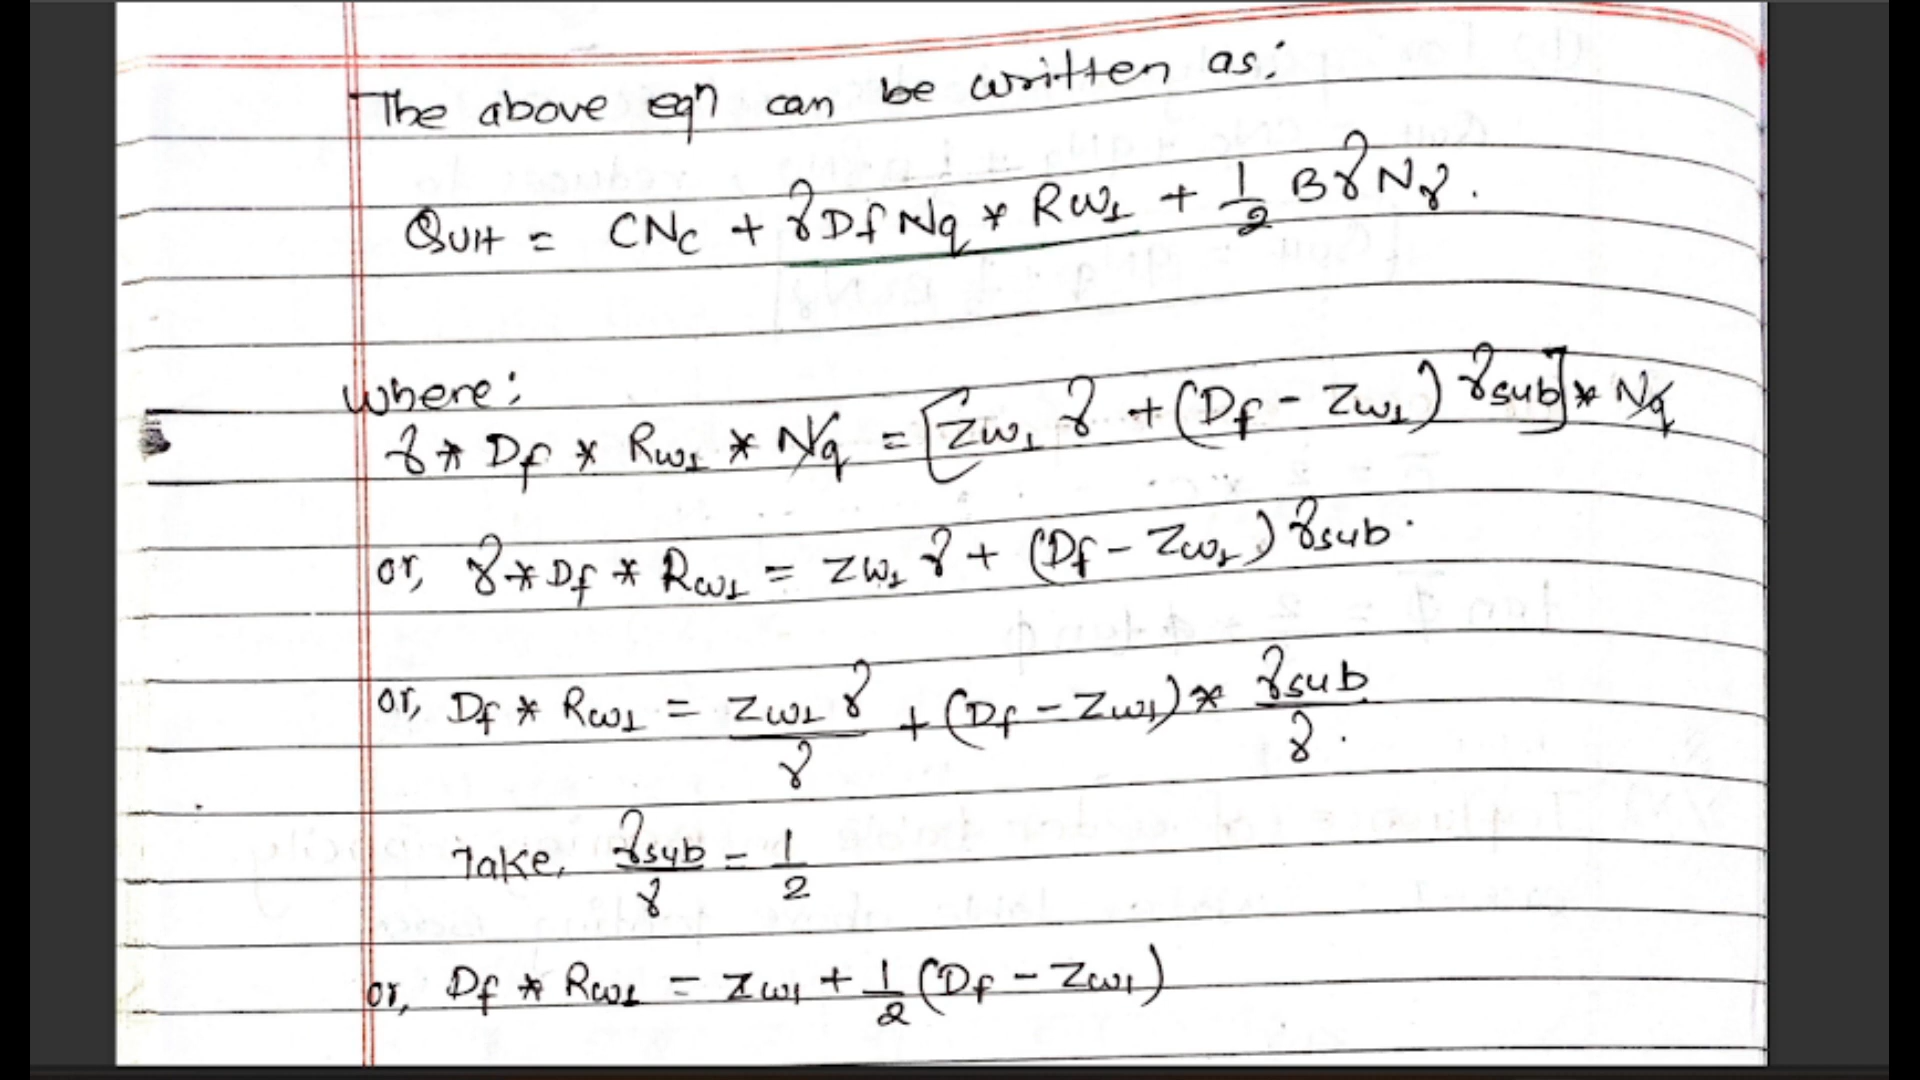 The above eqn can be written as:
Qult = CNc + γDfNq * Rw1 + 1/2 BγNγ.
where:
γ * Df * Rw1 * Nq = [Zw1 γ + (Df - Zw1) γsub] * Nq
or, γ * Df * Rw1 = Zw1 γ + (Df - Zw1) γsub.
or, Df * Rw1 = Zw1 γ/γ + (Df - Zw1) * γsub/γ.
Take, γsub/γ = 1/2
or, Df * Rw1 = Zw1 + 1/2 (Df - Zw1)